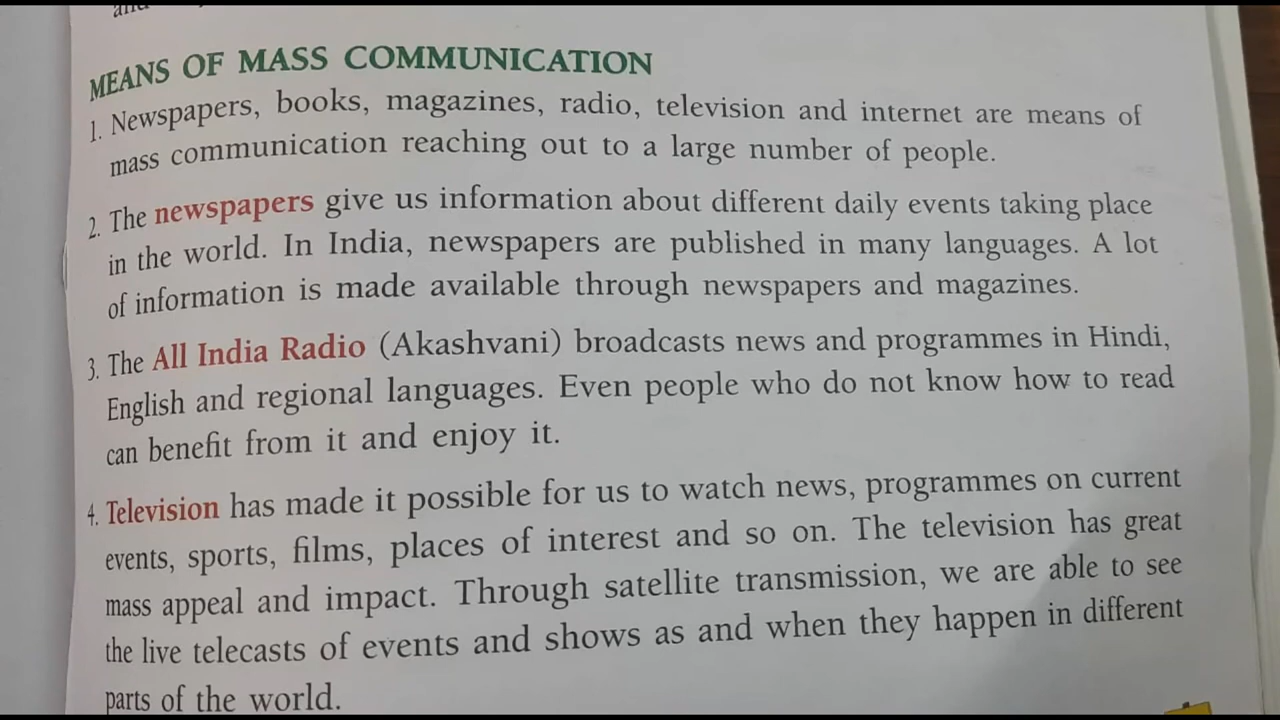 MEANS OF MASS COMMUNICATION
1. Newspapers, books, magazines, radio, television and internet are means of
mass communication reaching out to a large number of people.
2. The newspapers give us information about different daily events taking place
in the world. In India, newspapers are published in many languages. A lot
of information is made available through newspapers and magazines.
3. The All India Radio (Akashvani) broadcasts news and programmes in Hindi,
English and regional languages. Even people who do not know how to read
can benefit from it and enjoy it.
4. Television has made it possible for us to watch news, programmes on current
events, sports, films, places of interest and so on. The television has great
mass appeal and impact. Through satellite transmission, we are able to see
the live telecasts of events and shows as and when they happen in different
parts of the world.